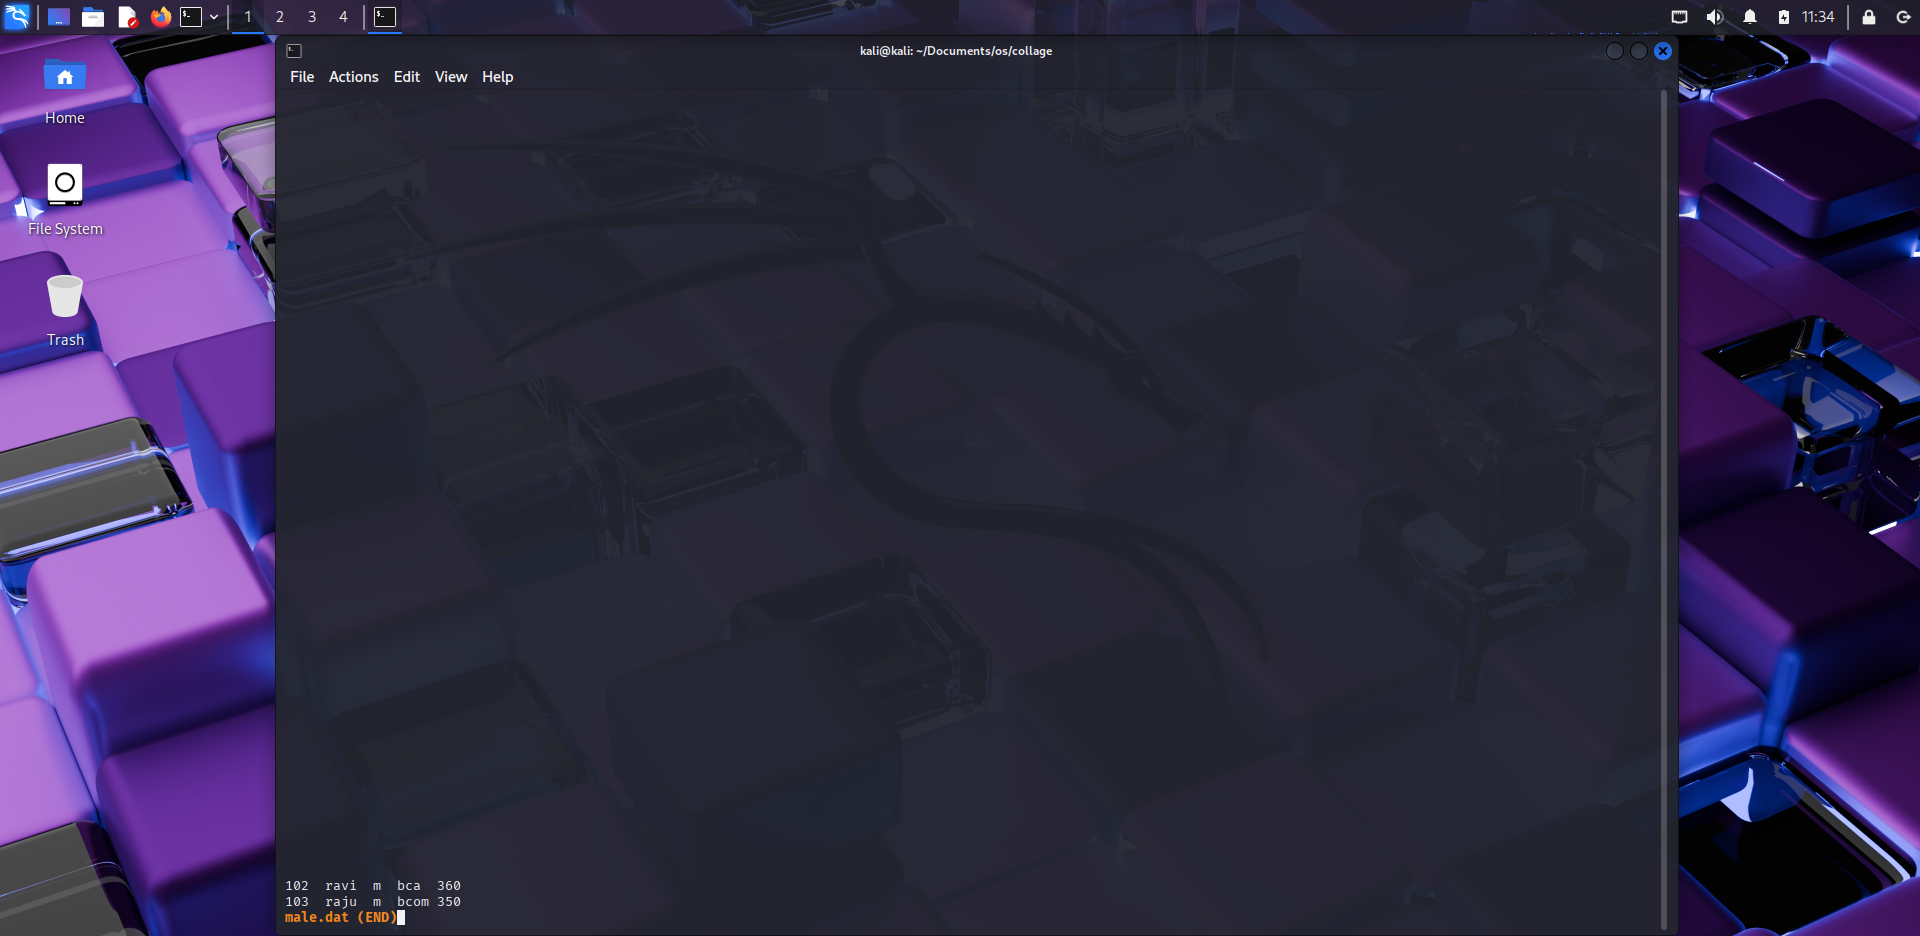 1 2 3 4
11:34
kali@kali: ~/Documents/os/collage
File Actions Edit View Help
Home
File System
Trash
102  ravi  m  bca  360
103  raju  m  bcom 350
male.dat (END)